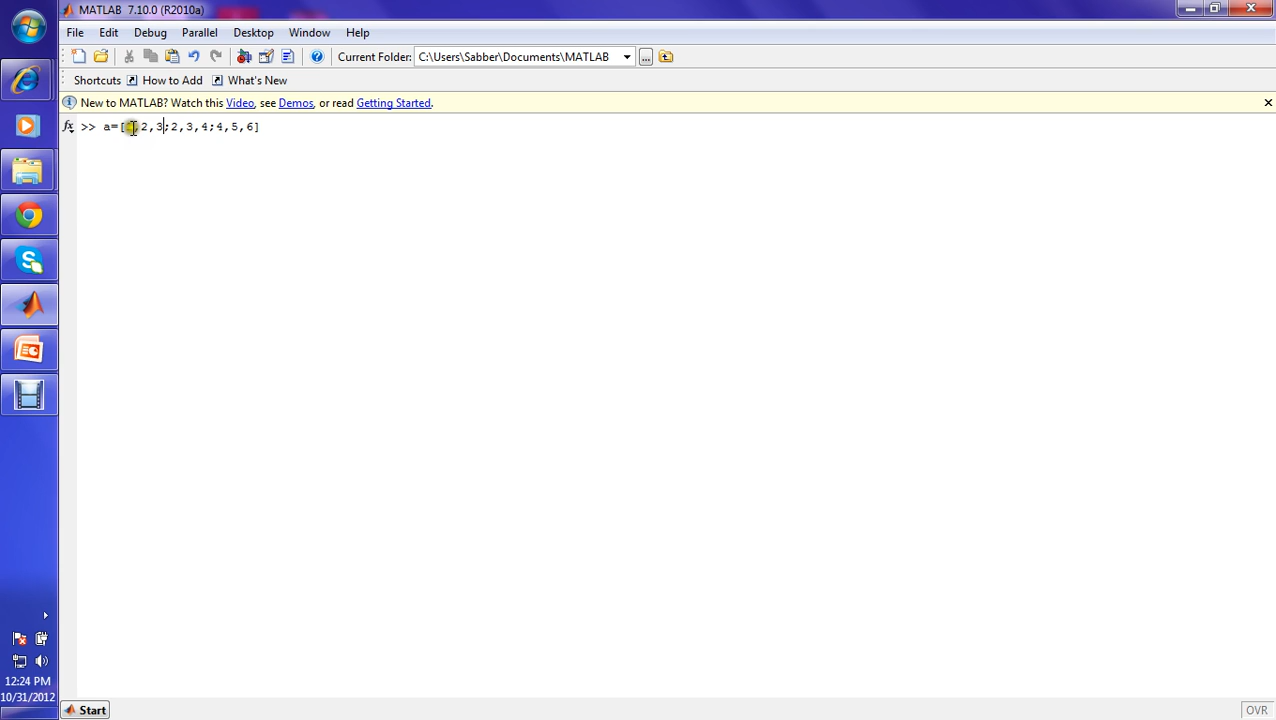 MATLAB 7.10.0 (R2010a)
File Edit Debug Parallel Desktop Window Help
Current Folder: C:\Users\Sabber\Documents\MATLAB ...
Shortcuts How to Add What's New
New to MATLAB? Watch this Video, see Demos, or read Getting Started.
fx >> a=[ 2,3;2,3,4;4,5,6]
12:24 PM
10/31/2012
Start
OVR